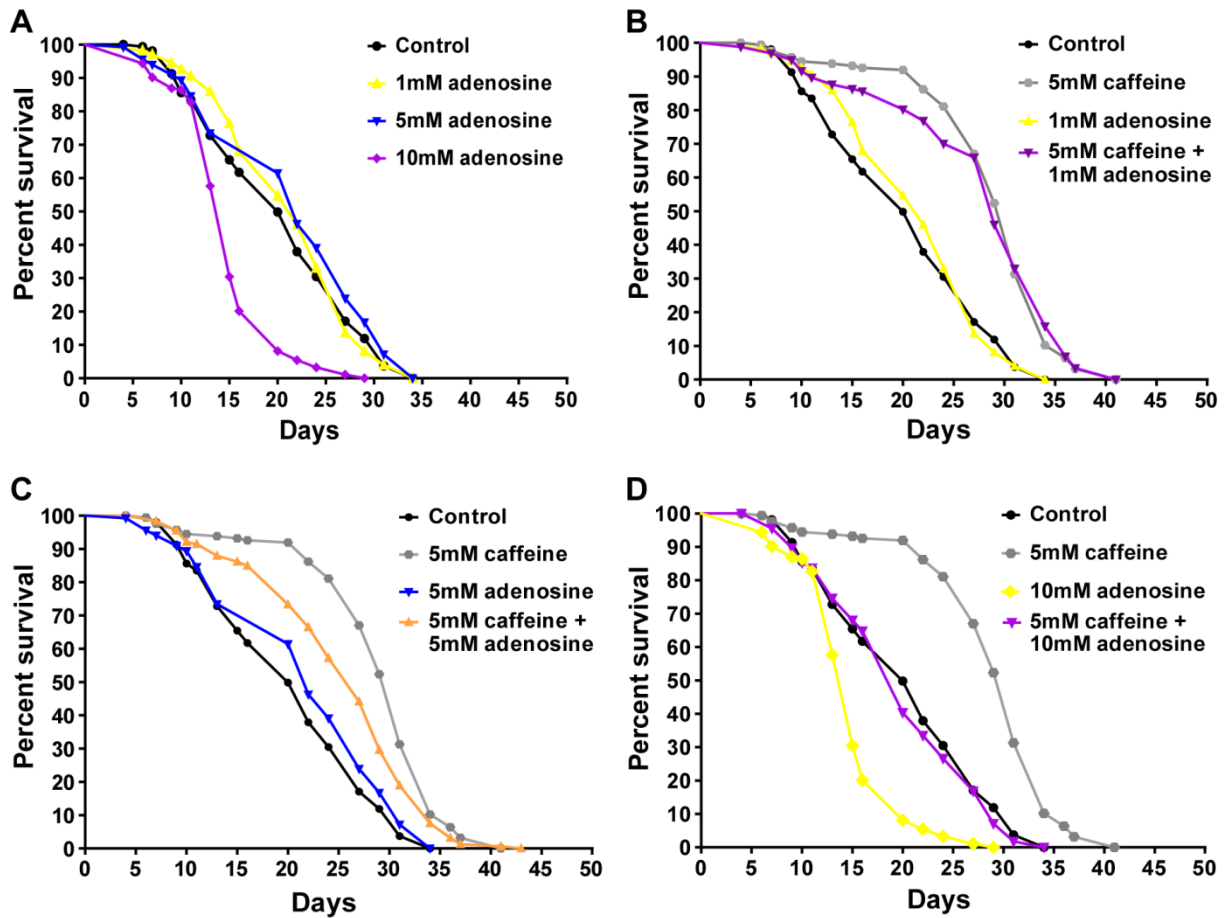 A
Percent survival
100
90
80
70
60
50
40
30
20
10
0
0 5 10 15 20 25 30 35 40 45 50
Days
Control
1mM adenosine
5mM adenosine
10mM adenosine
B
Percent survival
100
90
80
70
60
50
40
30
20
10
0
0 5 10 15 20 25 30 35 40 45 50
Days
Control
5mM caffeine
1mM adenosine
5mM caffeine +
1mM adenosine
C
Percent survival
100
90
80
70
60
50
40
30
20
10
0
0 5 10 15 20 25 30 35 40 45 50
Days
Control
5mM caffeine
5mM adenosine
5mM caffeine +
5mM adenosine
D
Percent survival
100
90
80
70
60
50
40
30
20
10
0
0 5 10 15 20 25 30 35 40 45 50
Days
Control
5mM caffeine
10mM adenosine
5mM caffeine +
10mM adenosine